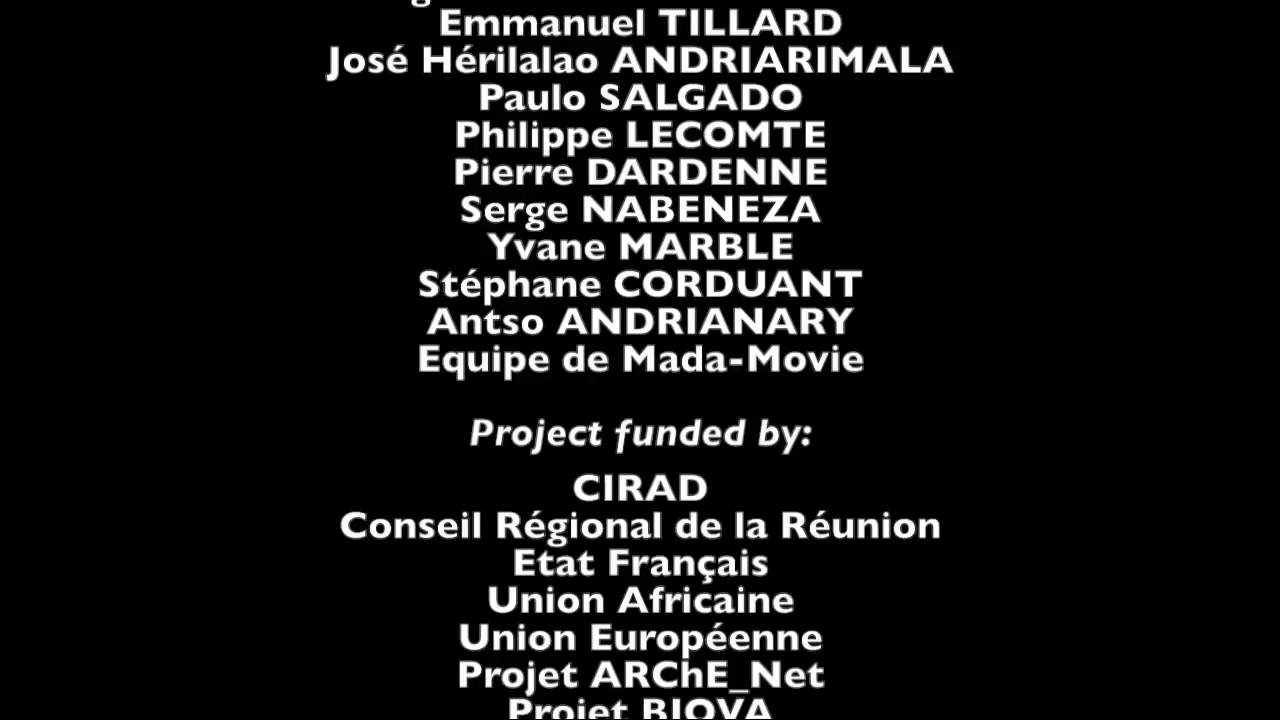 Emmanuel TILLARD
José Hérilalao ANDRIARIMALA
Paulo SALGADO
Philippe LECOMTE
Pierre DARDENNE
Serge NABENEZA
Yvane MARBLE
Stéphane CORDUANT
Antso ANDRIANARY
Equipe de Mada-Movie
Project funded by:
CIRAD
Conseil Régional de la Réunion
Etat Français
Union Africaine
Union Européenne
Projet ARChE_Net
Projet BIOVA